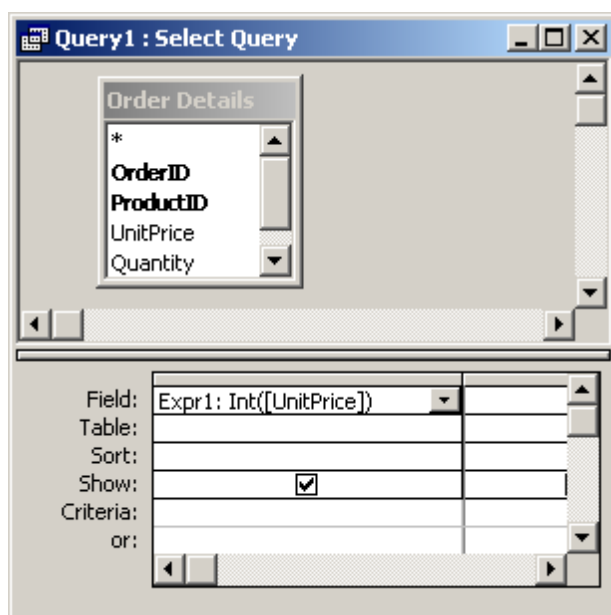 Query1 : Select Query
Order Details
*
OrderID
ProductID
UnitPrice
Quantity
Field: Expr1: Int([UnitPrice])
Table:
Sort:
Show:
Criteria:
or: